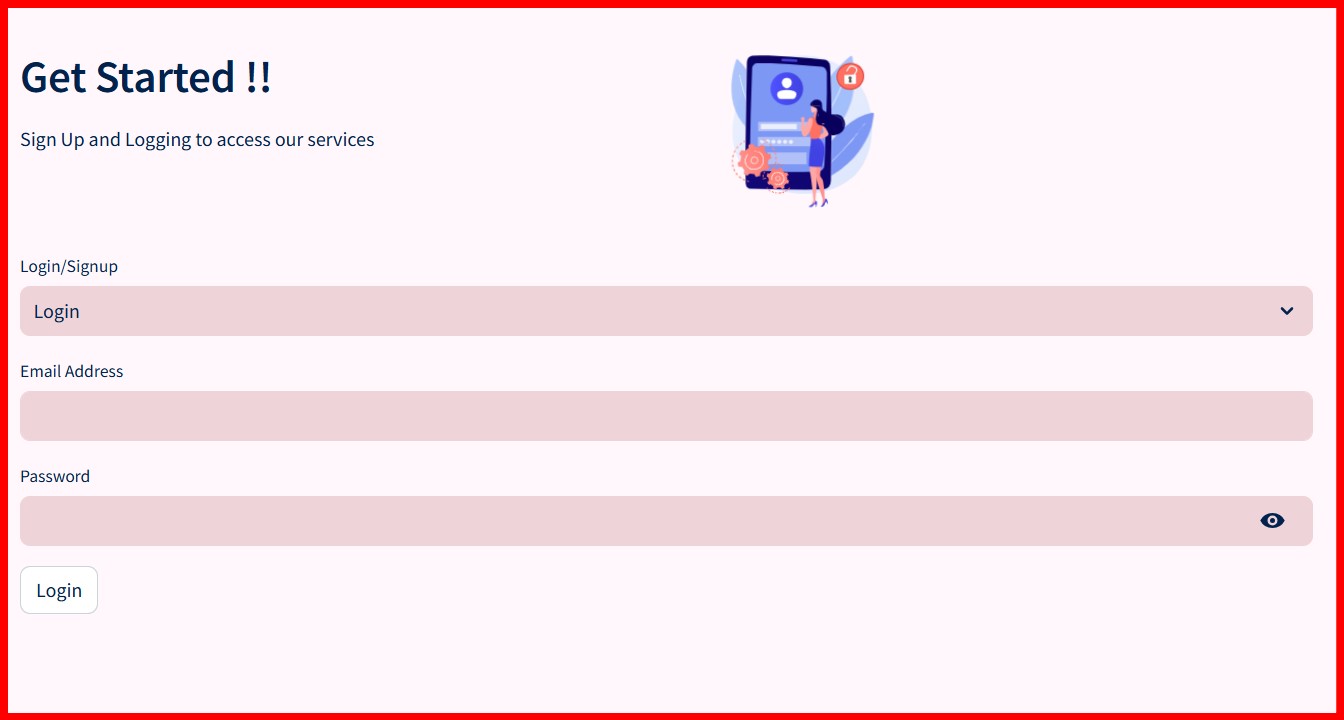 Get Started !!
Sign Up and Logging to access our services
Login/Signup
Login
Email Address
Password
Login